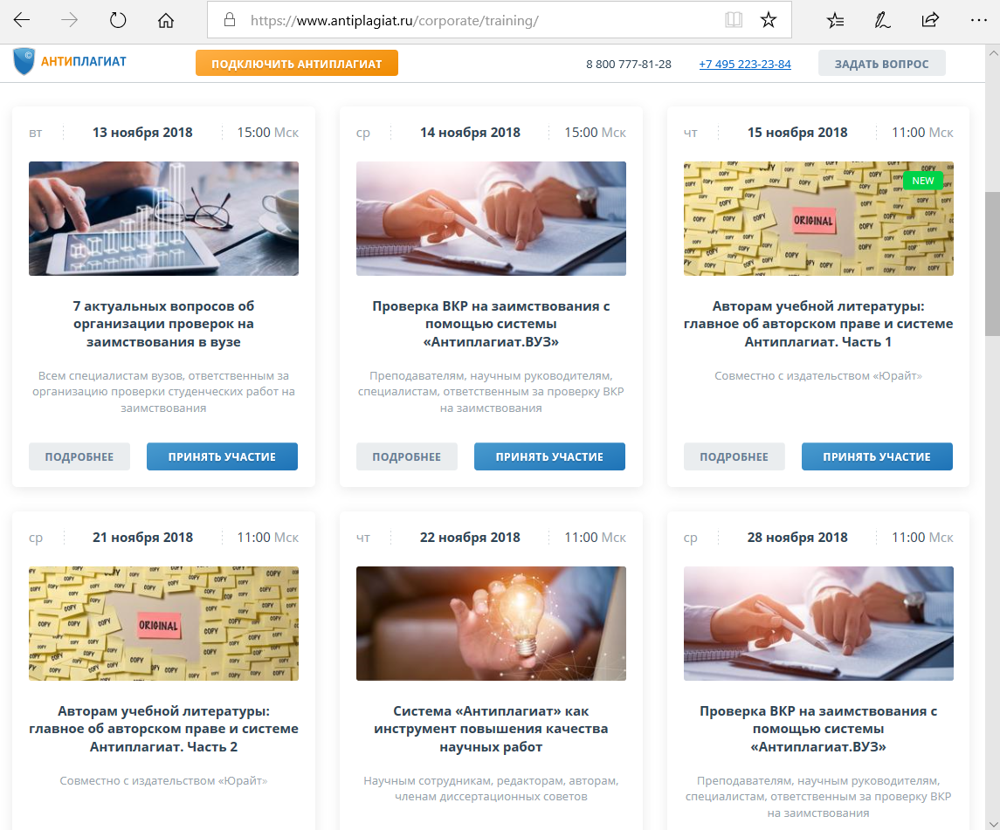 https://www.antiplagiat.ru/corporate/training/
АНТИПЛАГИАТ
ПОДКЛЮЧИТЬ АНТИПЛАГИАТ
8 800 777-81-28
+7 495 223-23-84
ЗАДАТЬ ВОПРОС
вт
13 ноября 2018
15:00 Мск
7 актуальных вопросов об
организации проверок на
заимствования в вузе
Всем специалистам вузов, ответственным за
организацию проверки студенческих работ на
заимствования
ПОДРОБНЕЕ
ПРИНЯТЬ УЧАСТИЕ
ср
14 ноября 2018
15:00 Мск
Проверка ВКР на заимствования с
помощью системы
«Антиплагиат.ВУЗ»
Преподавателям, научным руководителям,
специалистам, ответственным за проверку ВКР
на заимствования
ПОДРОБНЕЕ
ПРИНЯТЬ УЧАСТИЕ
чт
15 ноября 2018
11:00 Мск
NEW
COPY
ORIGINAL
Авторам учебной литературы:
главное об авторском праве и системе
Антиплагиат. Часть 1
Совместно с издательством «Юрайт»
ПОДРОБНЕЕ
ПРИНЯТЬ УЧАСТИЕ
ср
21 ноября 2018
11:00 Мск
COPY
ORIGINAL
Авторам учебной литературы:
главное об авторском праве и системе
Антиплагиат. Часть 2
Совместно с издательством «Юрайт»
чт
22 ноября 2018
11:00 Мск
Система «Антиплагиат» как
инструмент повышения качества
научных работ
Научным сотрудникам, редакторам, авторам,
членам диссертационных советов
ср
28 ноября 2018
11:00 Мск
Проверка ВКР на заимствования с
помощью системы
«Антиплагиат.ВУЗ»
Преподавателям, научным руководителям,
специалистам, ответственным за проверку ВКР
на заимствования